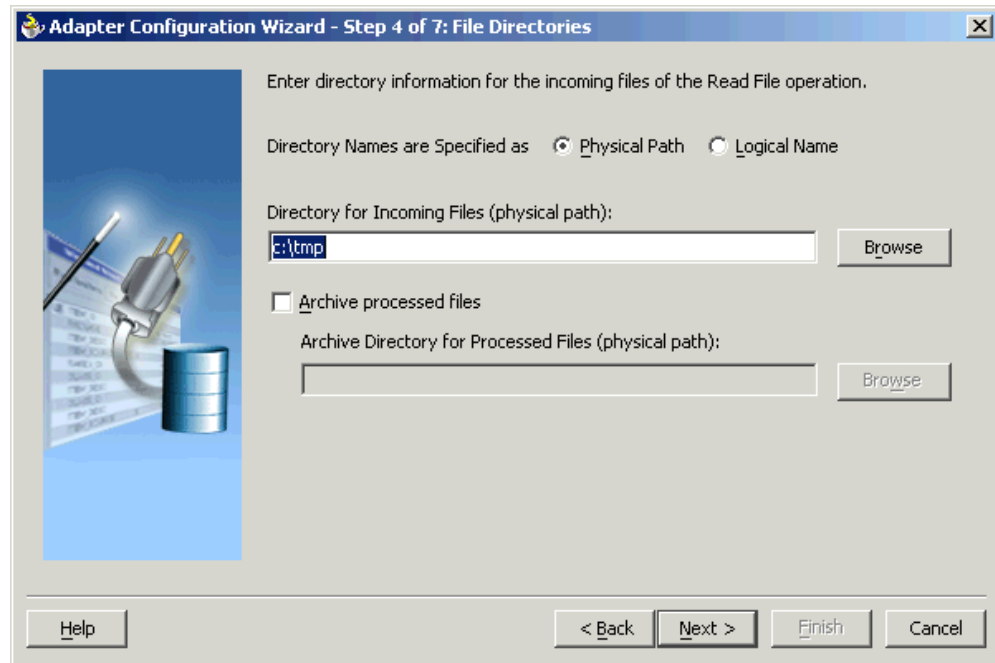 Adapter Configuration Wizard - Step 4 of 7: File Directories
Enter directory information for the incoming files of the Read File operation.
Directory Names are Specified as Physical Path Logical Name
Directory for Incoming Files (physical path):
c:\tmp Browse
Archive processed files
Archive Directory for Processed Files (physical path):
Browse
Help < Back Next > Finish Cancel